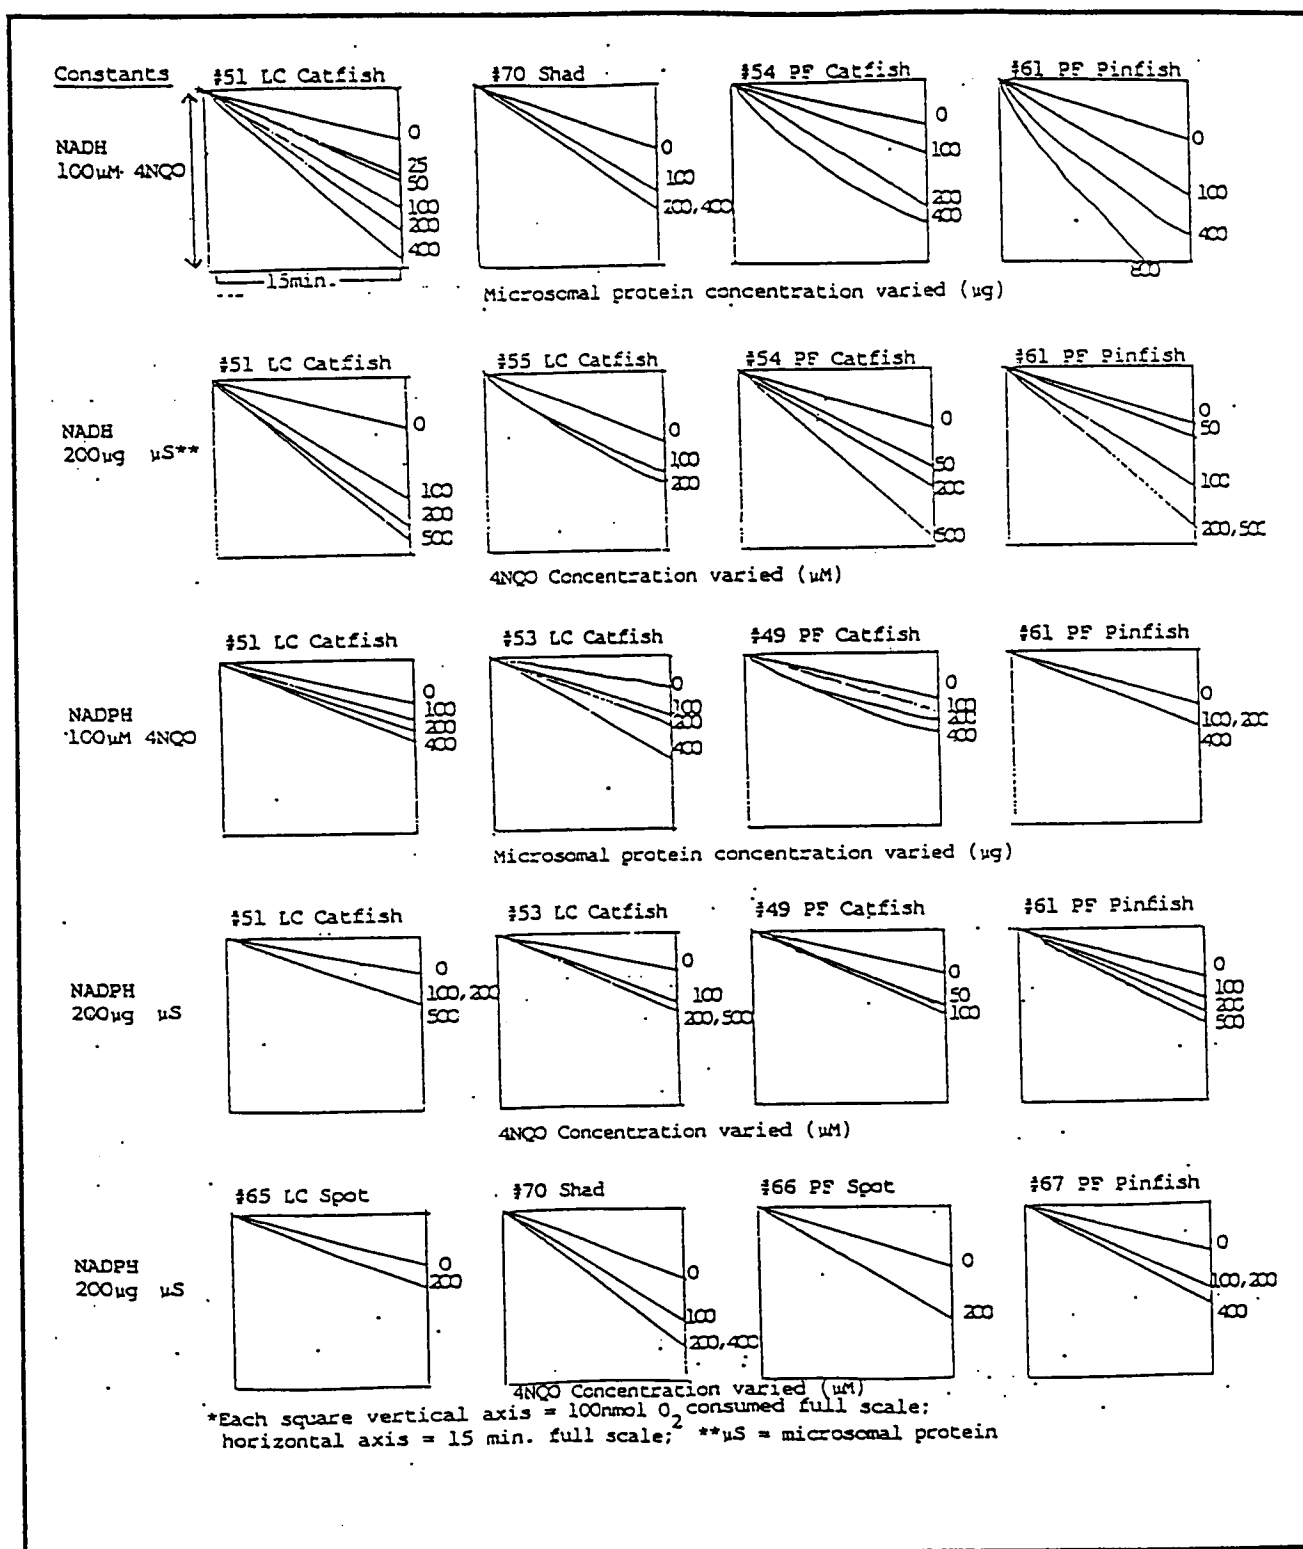 Constants
#51 LC Catfish
#70 Shad
#54 PF Catfish
#61 PF Pinfish
NADH
100µM 4NQO
*
0
25
50
100
200
400
15min.
0
100
200,400
0
100
200
400
0
100
400
800
Microsomal protein concentration varied (µg)
#51 LC Catfish
#55 LC Catfish
#54 PF Catfish
#61 PF Pinfish
NADH
200µg µS**
0
100
200
500
0
100
200
0
50
200
500
0
50
100
200,500
4NQO Concentration varied (µM)
#51 LC Catfish
#53 LC Catfish
#49 PF Catfish
#61 PF Pinfish
NADPH
100µM 4NQO
0
100
200
400
0
100
200
400
0
100
200
400
0
100,200
400
Microsomal protein concentration varied (µg)
#51 LC Catfish
#53 LC Catfish
#49 PF Catfish
#61 PF Pinfish
NADPH
200µg µS
0
100,200
500
0
100
200,500
0
50
100
0
100
200
500
4NQO Concentration varied (µM)
#65 LC Spot
#70 Shad
#66 PF Spot
#67 PF Pinfish
NADPH
200µg µS
0
200
0
100
200,400
0
200
0
100,200
400
4NQO Concentration varied (µM)
*Each square vertical axis = 100nmol O2 consumed full scale;
horizontal axis = 15 min. full scale; **µS = microsomal protein